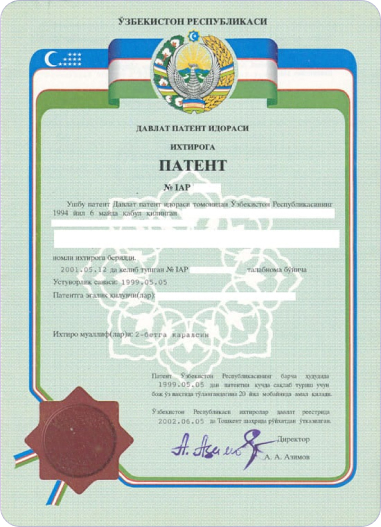 ЎЗБЕКИСТОН РЕСПУБЛИКАСИ
ДАВЛАТ ПАТЕНТ ИДОРАСИ
ИХТИРОГА
ПАТЕНТ
№ IAP
Ушбу патент Давлат патент идораси томонидан Ўзбекистон Республикасининг
1994 йил 6 майда қабул қилинган
номли ихтирога берилди.
2001.05.12 да келиб тушган № IAP талабнома бўйича
Устуворлик санаси: 1999.05.05
Патентга эгалик қилувчи(лар):
Ихтиро муаллиф(лар)и: 2-бетга қаралсин
Патент Ўзбекистон Республикасининг барча ҳудудида
1999.05.05 дан патентни кучда сақлаб туриш учун
бож ўз вақтида тўланганидагина 20 йил мобайнида амал қилади.
Ўзбекистон Республикаси ихтиролар давлат реестрида
2002.06.05 да Тошкент шаҳрида рўйхатдан ўтказилган.
Директор
А. А. Азимов